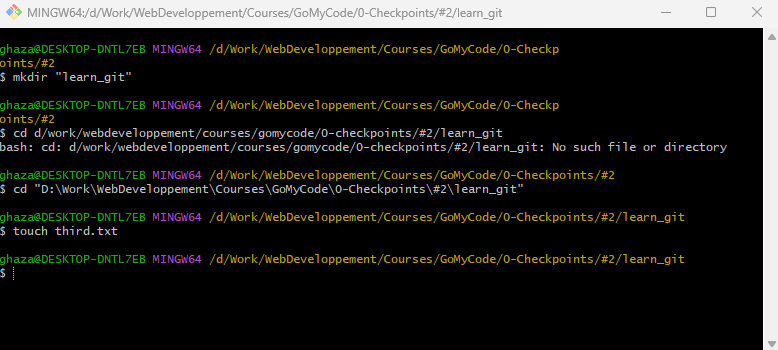 MINGW64:/d/Work/WebDeveloppement/Courses/GoMyCode/0-Checkpoints/#2/learn_git
ghaza@DESKTOP-DNTL7EB MINGW64 /d/Work/WebDeveloppement/Courses/GoMyCode/0-Checkp
oints/#2
$ mkdir "learn_git"
ghaza@DESKTOP-DNTL7EB MINGW64 /d/Work/WebDeveloppement/Courses/GoMyCode/0-Checkp
oints/#2
$ cd d/work/webdeveloppement/courses/gomycode/0-checkpoints/#2/learn_git
bash: cd: d/work/webdeveloppement/courses/gomycode/0-checkpoints/#2/learn_git: No such file or directory
ghaza@DESKTOP-DNTL7EB MINGW64 /d/Work/WebDeveloppement/Courses/GoMyCode/0-Checkpoints/#2
$ cd "D:\Work\WebDeveloppement\Courses\GoMyCode\0-Checkpoints\#2\learn_git"
ghaza@DESKTOP-DNTL7EB MINGW64 /d/Work/WebDeveloppement/Courses/GoMyCode/0-Checkpoints/#2/learn_git
$ touch third.txt
ghaza@DESKTOP-DNTL7EB MINGW64 /d/Work/WebDeveloppement/Courses/GoMyCode/0-Checkpoints/#2/learn_git
$